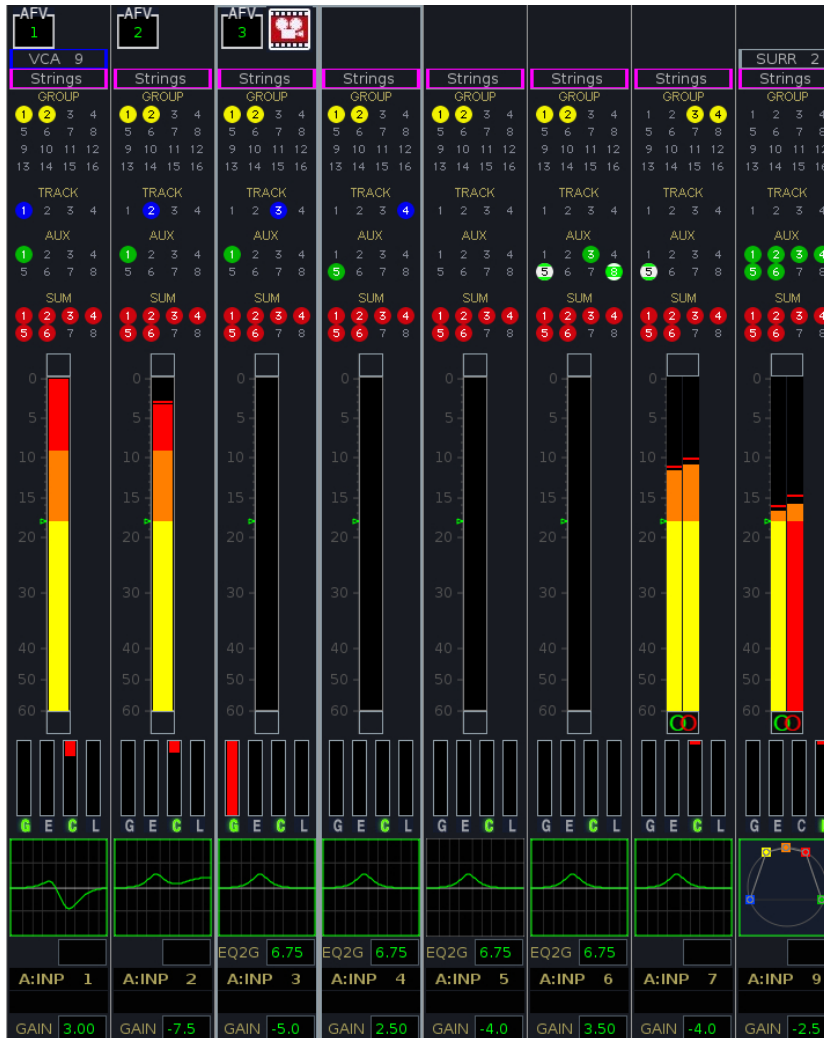 AFV AFV AFV
1 2 3
VCA 9 SURR 2
Strings Strings Strings Strings Strings Strings Strings Strings
GROUP GROUP GROUP GROUP GROUP GROUP GROUP GROUP
1 2 3 4 1 2 3 4 1 2 3 4 1 2 3 4 1 2 3 4 1 2 3 4 1 2 3 4 1 2 3 4
5 6 7 8 5 6 7 8 5 6 7 8 5 6 7 8 5 6 7 8 5 6 7 8 5 6 7 8 5 6 7 8
9 10 11 12 9 10 11 12 9 10 11 12 9 10 11 12 9 10 11 12 9 10 11 12 9 10 11 12 9 10 11 12
13 14 15 16 13 14 15 16 13 14 15 16 13 14 15 16 13 14 15 16 13 14 15 16 13 14 15 16 13 14 15 16
TRACK TRACK TRACK TRACK TRACK TRACK TRACK TRACK
1 2 3 4 1 2 3 4 1 2 3 4 1 2 3 4 1 2 3 4 1 2 3 4 1 2 3 4 1 2 3 4
AUX AUX AUX AUX AUX AUX AUX AUX
1 2 3 4 1 2 3 4 1 2 3 4 1 2 3 4 1 2 3 4 1 2 3 4 1 2 3 4 1 2 3 4
5 6 7 8 5 6 7 8 5 6 7 8 5 6 7 8 5 6 7 8 5 6 7 8 5 6 7 8 5 6 7 8
SUM SUM SUM SUM SUM SUM SUM SUM
1 2 3 4 1 2 3 4 1 2 3 4 1 2 3 4 1 2 3 4 1 2 3 4 1 2 3 4 1 2 3 4
5 6 7 8 5 6 7 8 5 6 7 8 5 6 7 8 5 6 7 8 5 6 7 8 5 6 7 8 5 6 7 8
0 0 0 0 0 0 0 0
5 5 5 5 5 5 5 5
10 10 10 10 10 10 10 10
15 15 15 15 15 15 15 15
20 20 20 20 20 20 20 20
30 30 30 30 30 30 30 30
40 40 40 40 40 40 40 40
50 50 50 50 50 50 50 50
60 60 60 60 60 60 60 60
G E C L G E C L G E C L G E C L G E C L G E C L G E C L G E C
EQ2G 6.75 EQ2G 6.75 EQ2G 6.75 EQ2G 6.75
A:INP 1 A:INP 2 A:INP 3 A:INP 4 A:INP 5 A:INP 6 A:INP 7 A:INP 9
GAIN 3.00 GAIN -7.5 GAIN -5.0 GAIN 2.50 GAIN -4.0 GAIN 3.50 GAIN -4.0 GAIN -2.5